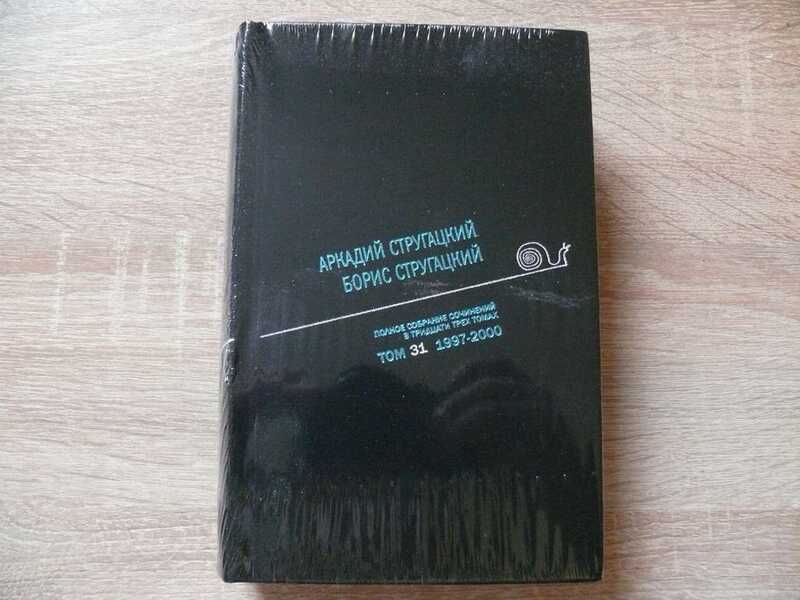 АРКАДИЙ СТРУГАЦКИЙ
БОРИС СТРУГАЦКИЙ
ПОЛНОЕ СОБРАНИЕ СОЧИНЕНИЙ
В ТРИДЦАТИ ТРЕХ ТОМАХ
ТОМ 31 1997-2000